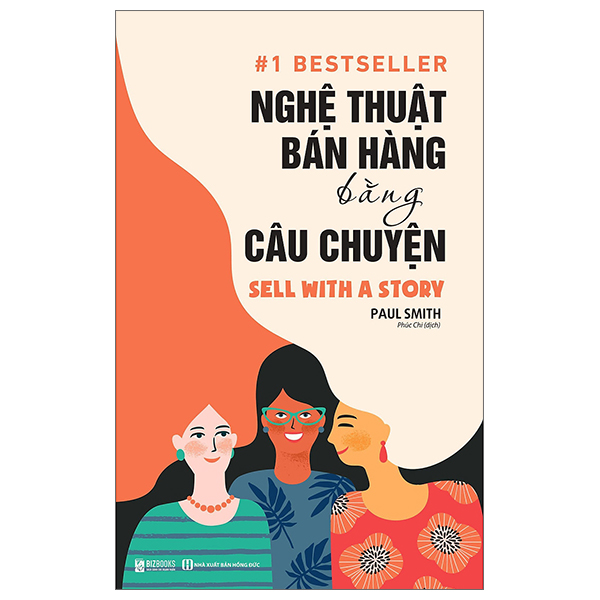 #1 BESTSELLER
NGHỆ THUẬT
BÁN HÀNG
bằng
CÂU CHUYỆN
SELL WITH A STORY
PAUL SMITH
Phúc Chi (dịch)
BIZBOOKS
NHÀ XUẤT BẢN HỒNG ĐỨC